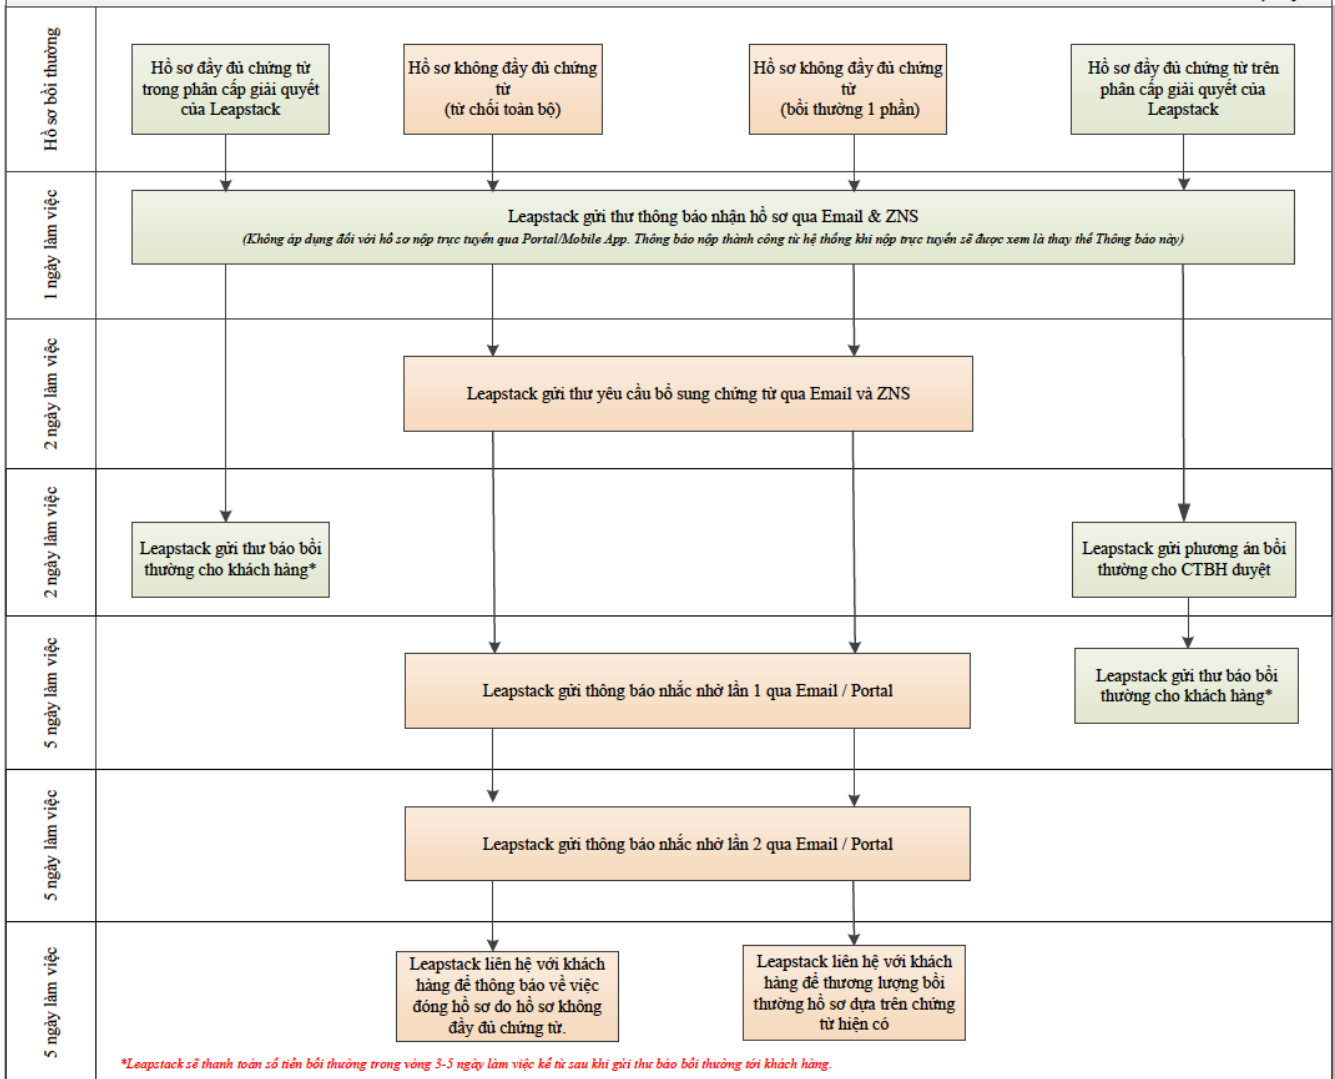 Hồ sơ bồi thường
Hồ sơ đầy đủ chứng từ
trong phân cấp giải quyết
của Leapstack
Hồ sơ không đầy đủ chứng
từ
(từ chối toàn bộ)
Hồ sơ không đầy đủ chứng
từ
(bồi thường 1 phần)
Hồ sơ đầy đủ chứng từ trên
phân cấp giải quyết của
Leapstack
1 ngày làm việc
Leapstack gửi thư thông báo nhận hồ sơ qua Email & ZNS
(Không áp dụng đối với hồ sơ nộp trực tuyến qua Portal/Mobile App. Thông báo nộp thành công từ hệ thống khi nộp trực tuyến sẽ được xem là thay thế Thông báo này)
2 ngày làm việc
Leapstack gửi thư yêu cầu bổ sung chứng từ qua Email và ZNS
2 ngày làm việc
Leapstack gửi thư báo bồi
thường cho khách hàng*
Leapstack gửi phương án bồi
thường cho CTBH duyệt
5 ngày làm việc
Leapstack gửi thông báo nhắc nhở lần 1 qua Email / Portal
Leapstack gửi thư báo bồi
thường cho khách hàng*
5 ngày làm việc
Leapstack gửi thông báo nhắc nhở lần 2 qua Email / Portal
5 ngày làm việc
Leapstack liên hệ với khách
hàng để thông báo về việc
đóng hồ sơ do hồ sơ không
đầy đủ chứng từ.
Leapstack liên hệ với khách
hàng để thương lượng bồi
thường hồ sơ dựa trên chứng
từ hiện có
*Leapstack sẽ thanh toán số tiền bồi thường trong vòng 3-5 ngày làm việc kể từ sau khi gửi thư báo bồi thường tới khách hàng.